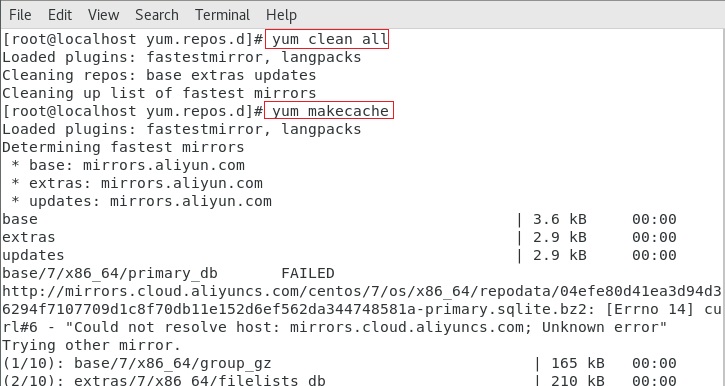 File Edit View Search Terminal Help
[root@localhost yum.repos.d]# yum clean all
Loaded plugins: fastestmirror, langpacks
Cleaning repos: base extras updates
Cleaning up list of fastest mirrors
[root@localhost yum.repos.d]# yum makecache
Loaded plugins: fastestmirror, langpacks
Determining fastest mirrors
 * base: mirrors.aliyun.com
 * extras: mirrors.aliyun.com
 * updates: mirrors.aliyun.com
base | 3.6 kB 00:00
extras | 2.9 kB 00:00
updates | 2.9 kB 00:00
base/7/x86_64/primary_db FAILED
http://mirrors.cloud.aliyuncs.com/centos/7/os/x86_64/repodata/04efe80d41ea3d94d3
6294f7107709d1c8f70db11e152d6ef562da344748581a-primary.sqlite.bz2: [Errno 14] cu
rl#6 - "Could not resolve host: mirrors.cloud.aliyuncs.com; Unknown error"
Trying other mirror.
(1/10): base/7/x86_64/group_gz | 165 kB 00:00
(2/10): extras/7/x86_64/filelists_db | 210 kB 00:00